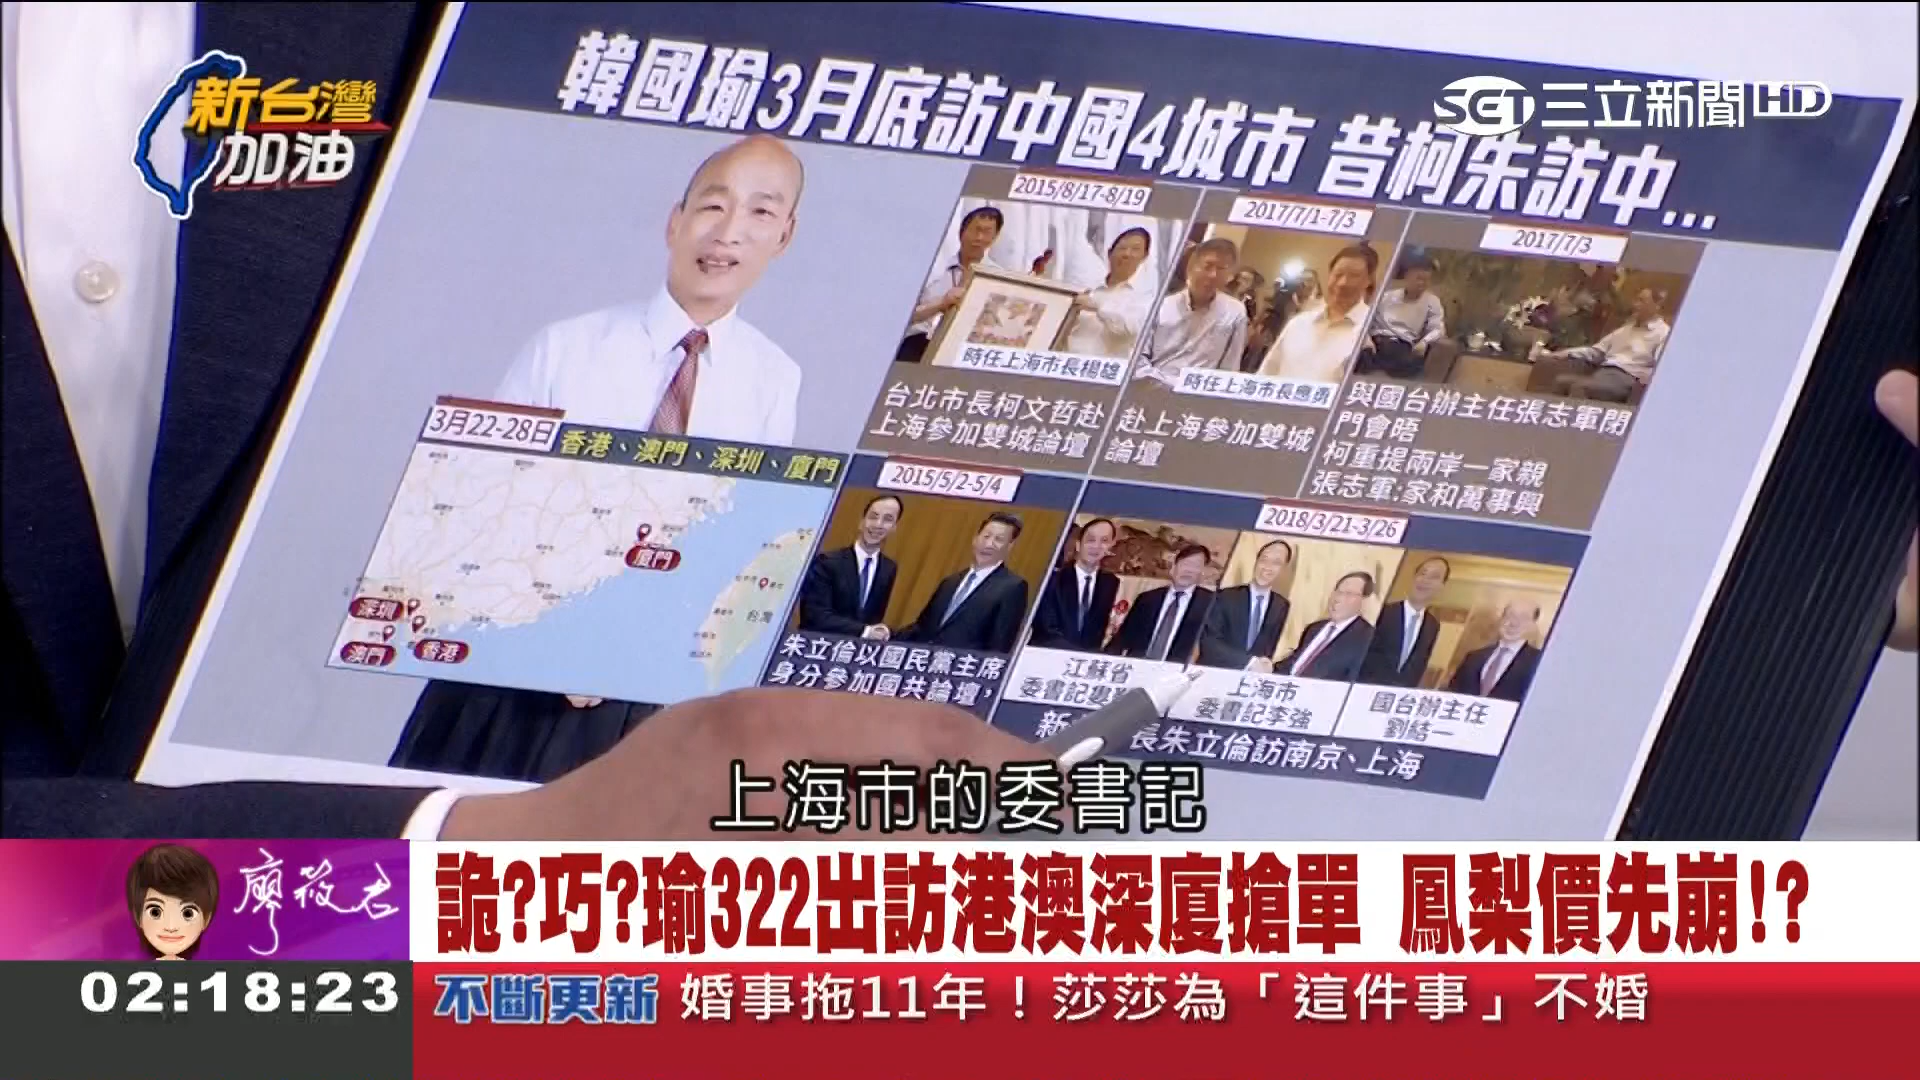 新台灣
加油
SET三立新聞HD
韓國瑜3月底訪中國4城市 昔柯朱訪中...
2015/8/17-8/19
2017/7/1-7/3
2017/7/3
時任上海市長楊雄
時任上海市長應勇
台北市長柯文哲赴
上海參加雙城論壇
赴上海參加雙城
論壇
與國台辦主任張志軍閉
門會晤
柯重提兩岸一家親
張志軍:家和萬事興
3月22-28日
香港、澳門、深圳、廈門
廈門
深圳
澳門
香港
台灣
2015/5/2-5/4
2018/3/21-3/26
朱立倫以國民黨主席
身分參加國共論壇,
江蘇省
委書記婁
上海市
委書記李強
國台辦主任
劉結一
新
長朱立倫訪南京、上海
上海市的委書記
廖筱君
詭?巧?瑜322出訪港澳深廈搶單 鳳梨價先崩!?
02:18:23
不斷更新 婚事拖11年!莎莎為「這件事」不婚